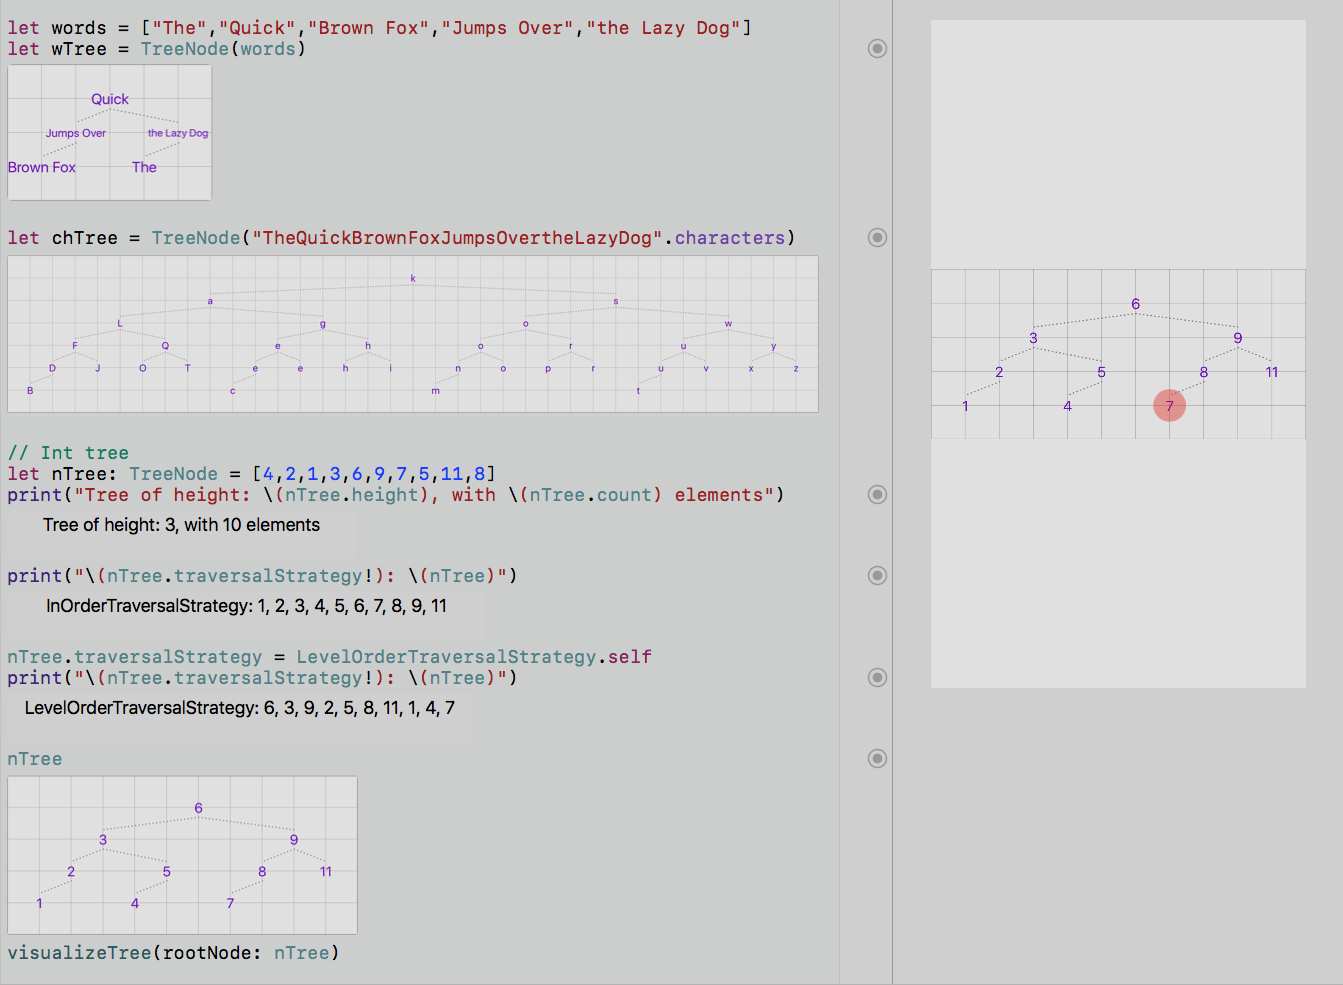 let words = ["The","Quick","Brown Fox","Jumps Over","the Lazy Dog"]
let wTree = TreeNode(words)
Quick
Jumps Over the Lazy Dog
Brown Fox The
let chTree = TreeNode("TheQuickBrownFoxJumpsOvertheLazyDog".characters)
k
a s
L g o w
F Q e h o r u y
D J O T e e h i n o p r u v x z
B c m t
// Int tree
let nTree: TreeNode = [4,2,1,3,6,9,7,5,11,8]
print("Tree of height: \(nTree.height), with \(nTree.count) elements")
Tree of height: 3, with 10 elements
print("\(nTree.traversalStrategy!): \(nTree)")
InOrderTraversalStrategy: 1, 2, 3, 4, 5, 6, 7, 8, 9, 11
nTree.traversalStrategy = LevelOrderTraversalStrategy.self
print("\(nTree.traversalStrategy!): \(nTree)")
LevelOrderTraversalStrategy: 6, 3, 9, 2, 5, 8, 11, 1, 4, 7
nTree
6
3 9
2 5 8 11
1 4 7
visualizeTree(rootNode: nTree)
6
3 9
2 5 8 11
1 4 7